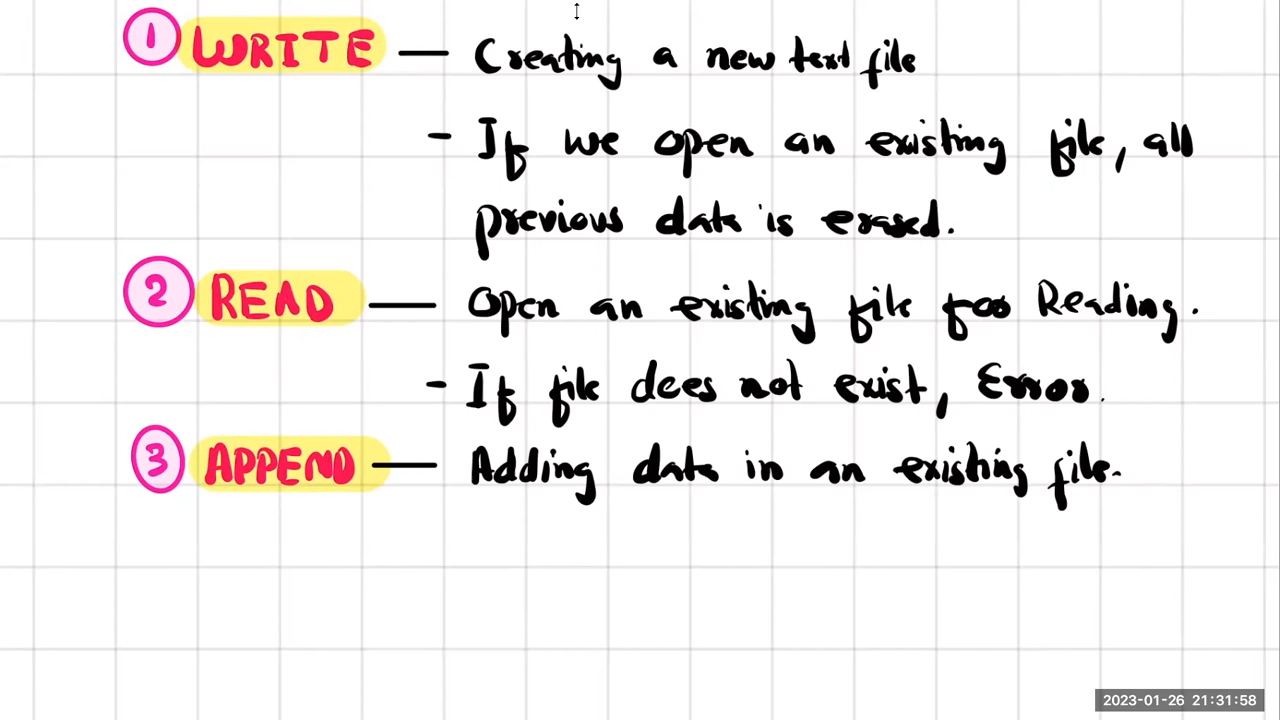 1 WRITE — Creating a new text file
- If we open an existing file, all
previous data is erased.
2 READ — Open an existing file for Reading.
- If file does not exist, Error.
3 APPEND — Adding data in an existing file.
2023-01-26 21:31:58